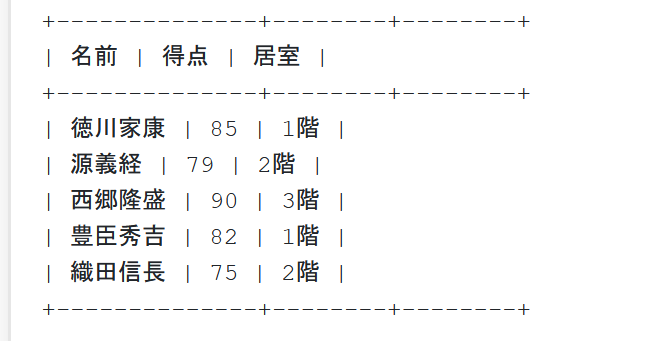 +--------------+--------+--------+
| 名前 | 得点 | 居室 |
+--------------+--------+--------+
| 徳川家康 | 85 | 1階 |
| 源義経 | 79 | 2階 |
| 西郷隆盛 | 90 | 3階 |
| 豊臣秀吉 | 82 | 1階 |
| 織田信長 | 75 | 2階 |
+--------------+--------+--------+